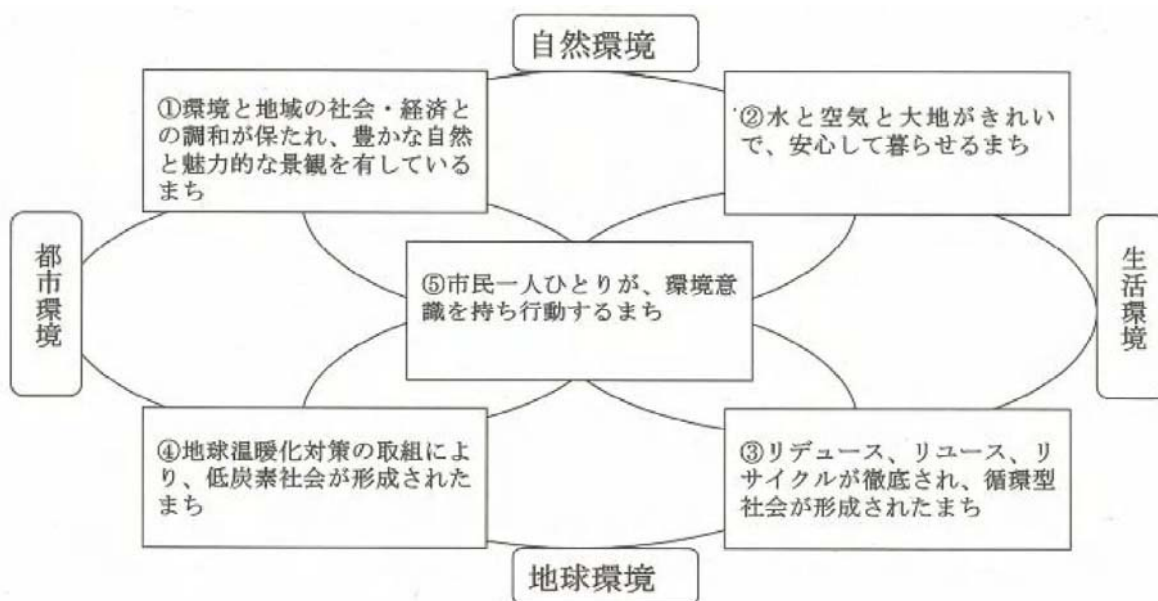 自然環境
①環境と地域の社会・経済と
の調和が保たれ、豊かな自然
と魅力的な景観を有している
まち
②水と空気と大地がきれい
で、安心して暮らせるまち
都市環境
⑤市民一人ひとりが、環境意
識を持ち行動するまち
生活環境
④地球温暖化対策の取組によ
り、低炭素社会が形成された
まち
③リデュース、リユース、リ
サイクルが徹底され、循環型
社会が形成されたまち
地球環境